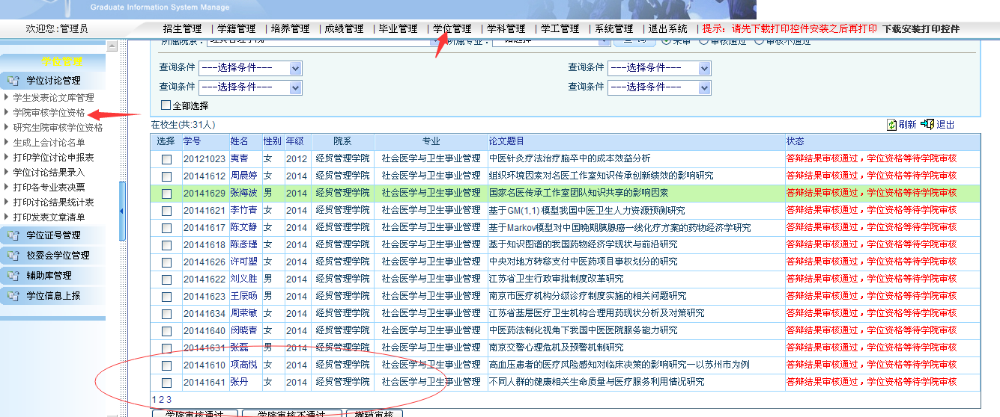 Graduate Information System Manage
欢迎您:管理员
招生管理 | 学籍管理 | 培养管理 | 成绩管理 | 毕业管理 | 学位管理 | 学科管理 | 学工管理 | 系统管理 | 退出系统 | 提示：请先下载打印控件安装之后再打印 下载安装打印控件
学位管理
学位讨论管理
学生发表论文库管理
学院审核学位资格
研究生院审核学位资格
生成上会讨论名单
打印学位讨论申报表
学位讨论结果录入
打印各专业表决票
打印讨论结果统计表
打印发表文章清单
学位证号管理
校委会学位管理
辅助库管理
学位信息上报
所属院系： 经贸管理学院 所属专业： 查询 未审 审核通过 审核不通过
查询条件 ---选择条件--- 查询条件 ---选择条件---
查询条件 ---选择条件--- 查询条件 ---选择条件---
全部选择
在校生(共:31人) 刷新 退出
选择 学号 姓名 性别 年级 院系 专业 论文题目 状态
20121023 夷青 女 2012 经贸管理学院 社会医学与卫生事业管理 中医针灸疗法治疗脑卒中的成本效益分析 答辩结果审核通过，学位资格等待学院审核
20141612 周晨婷 女 2014 经贸管理学院 社会医学与卫生事业管理 组织环境因素对名医工作室知识传承创新绩效的影响研究 答辩结果审核通过，学位资格等待学院审核
20141629 张海波 男 2014 经贸管理学院 社会医学与卫生事业管理 国家名医传承工作室团队知识共享的影响因素 答辩结果审核通过，学位资格等待学院审核
20141621 李竹青 女 2014 经贸管理学院 社会医学与卫生事业管理 基于GM(1,1)模型我国中医卫生人力资源预测研究 答辩结果审核通过，学位资格等待学院审核
20141617 陈文静 女 2014 经贸管理学院 社会医学与卫生事业管理 基于Markov模型对中国晚期胰腺癌一线化疗方案的药物经济学研究 答辩结果审核通过，学位资格等待学院审核
20141618 陈彦瑾 女 2014 经贸管理学院 社会医学与卫生事业管理 基于知识图谱的我国药物经济学现状与前沿研究 答辩结果审核通过，学位资格等待学院审核
20141626 许可塑 女 2014 经贸管理学院 社会医学与卫生事业管理 中央对地方转移支付中医药项目事权划分的研究 答辩结果审核通过，学位资格等待学院审核
20141622 刘义胜 男 2014 经贸管理学院 社会医学与卫生事业管理 江苏省卫生行政审批制度改革研究 答辩结果审核通过，学位资格等待学院审核
20141623 王辰旸 男 2014 经贸管理学院 社会医学与卫生事业管理 南京市医疗机构分级诊疗制度实施的相关问题研究 答辩结果审核通过，学位资格等待学院审核
20141634 周荣敏 女 2014 经贸管理学院 社会医学与卫生事业管理 江苏省基层医疗卫生机构合理用药现状分析及对策研究 答辩结果审核通过，学位资格等待学院审核
20141640 闵晓青 女 2014 经贸管理学院 社会医学与卫生事业管理 中医药法制化视角下我国中医医院服务能力研究 答辩结果审核通过，学位资格等待学院审核
20141631 张磊 男 2014 经贸管理学院 社会医学与卫生事业管理 南京交警心理危机及预警机制研究 答辩结果审核通过，学位资格等待学院审核
20141610 项高悦 女 2014 经贸管理学院 社会医学与卫生事业管理 高血压患者的医疗风险感知对临床决策的影响研究—以苏州市为例 答辩结果审核通过，学位资格等待学院审核
20141641 张丹 女 2014 经贸管理学院 社会医学与卫生事业管理 不同人群的健康相关生命质量与医疗服务利用情况研究 答辩结果审核通过，学位资格等待学院审核
1 2 3
学院审核通过 学院审核不通过 撤销审核